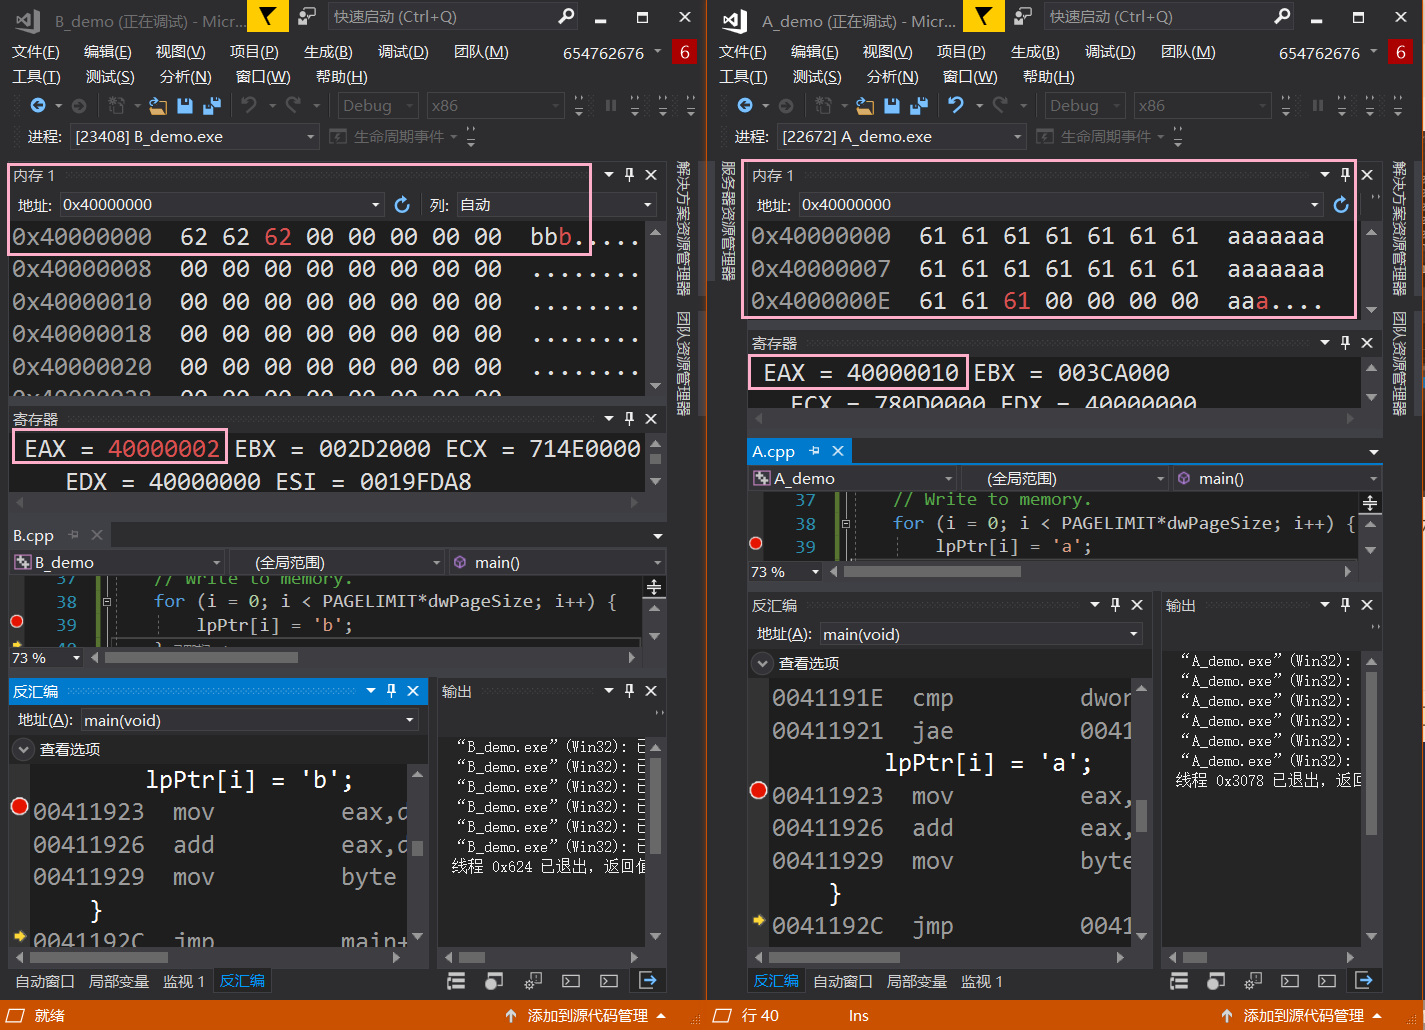 B_demo (正在调试) - Micr...
快速启动 (Ctrl+Q)
文件(F) 编辑(E) 视图(V) 项目(P) 生成(B) 调试(D) 团队(M) 654762676 6
工具(T) 测试(S) 分析(N) 窗口(W) 帮助(H)
Debug x86
进程: [23408] B_demo.exe 生命周期事件
内存 1
地址: 0x40000000 列: 自动
0x40000000 62 62 62 00 00 00 00 00 bbb.....
0x40000008 00 00 00 00 00 00 00 00 ........
0x40000010 00 00 00 00 00 00 00 00 ........
0x40000018 00 00 00 00 00 00 00 00 ........
0x40000020 00 00 00 00 00 00 00 00 ........
0x40000028 00 00 00 00 00 00 00 00 ........
寄存器
EAX = 40000002 EBX = 002D2000 ECX = 714E0000
EDX = 40000000 ESI = 0019FDA8
B.cpp
B_demo (全局范围) main()
37 // Write to memory.
38 for (i = 0; i < PAGELIMIT*dwPageSize; i++) {
39 lpPtr[i] = 'b';
40 }
73 %
反汇编
地址(A): main(void)
查看选项
lpPtr[i] = 'b';
00411923 mov eax,d
00411926 add eax,d
00411929 mov byte
}
0041192C jmp main+
输出
“B_demo.exe” (Win32): 已
“B_demo.exe” (Win32): 已
“B_demo.exe” (Win32): 已
“B_demo.exe” (Win32): 已
“B_demo.exe” (Win32): 已
“B_demo.exe” (Win32): 已
线程 0x624 已退出，返回值
自动窗口 局部变量 监视 1 反汇编
就绪 添加到源代码管理
解决方案资源管理器
团队资源管理器
A_demo (正在调试) - Micr...
快速启动 (Ctrl+Q)
文件(F) 编辑(E) 视图(V) 项目(P) 生成(B) 调试(D) 团队(M) 654762676 6
工具(T) 测试(S) 分析(N) 窗口(W) 帮助(H)
Debug x86
进程: [22672] A_demo.exe 生命周期事件
服务器资源管理器
内存 1
地址: 0x40000000
0x40000000 61 61 61 61 61 61 61 aaaaaaa
0x40000007 61 61 61 61 61 61 61 aaaaaaa
0x4000000E 61 61 61 00 00 00 00 aaa....
寄存器
EAX = 40000010 EBX = 003CA000
ECX = 780D0000 EDX = 40000000
A.cpp
A_demo (全局范围) main()
37 // Write to memory.
38 for (i = 0; i < PAGELIMIT*dwPageSize; i++) {
39 lpPtr[i] = 'a';
73 %
反汇编
地址(A): main(void)
查看选项
0041191E cmp dwor
00411921 jae 0041
lpPtr[i] = 'a';
00411923 mov eax,
00411926 add eax,
00411929 mov byte
}
0041192C jmp 0041
输出
“A_demo.exe” (Win32):
“A_demo.exe” (Win32):
“A_demo.exe” (Win32):
“A_demo.exe” (Win32):
“A_demo.exe” (Win32):
“A_demo.exe” (Win32):
线程 0x3078 已退出，返回
反汇编 自动窗口 局部变量 监视 1
行 40 Ins 添加到源代码管理
解决方案资源管理器
团队资源管理器